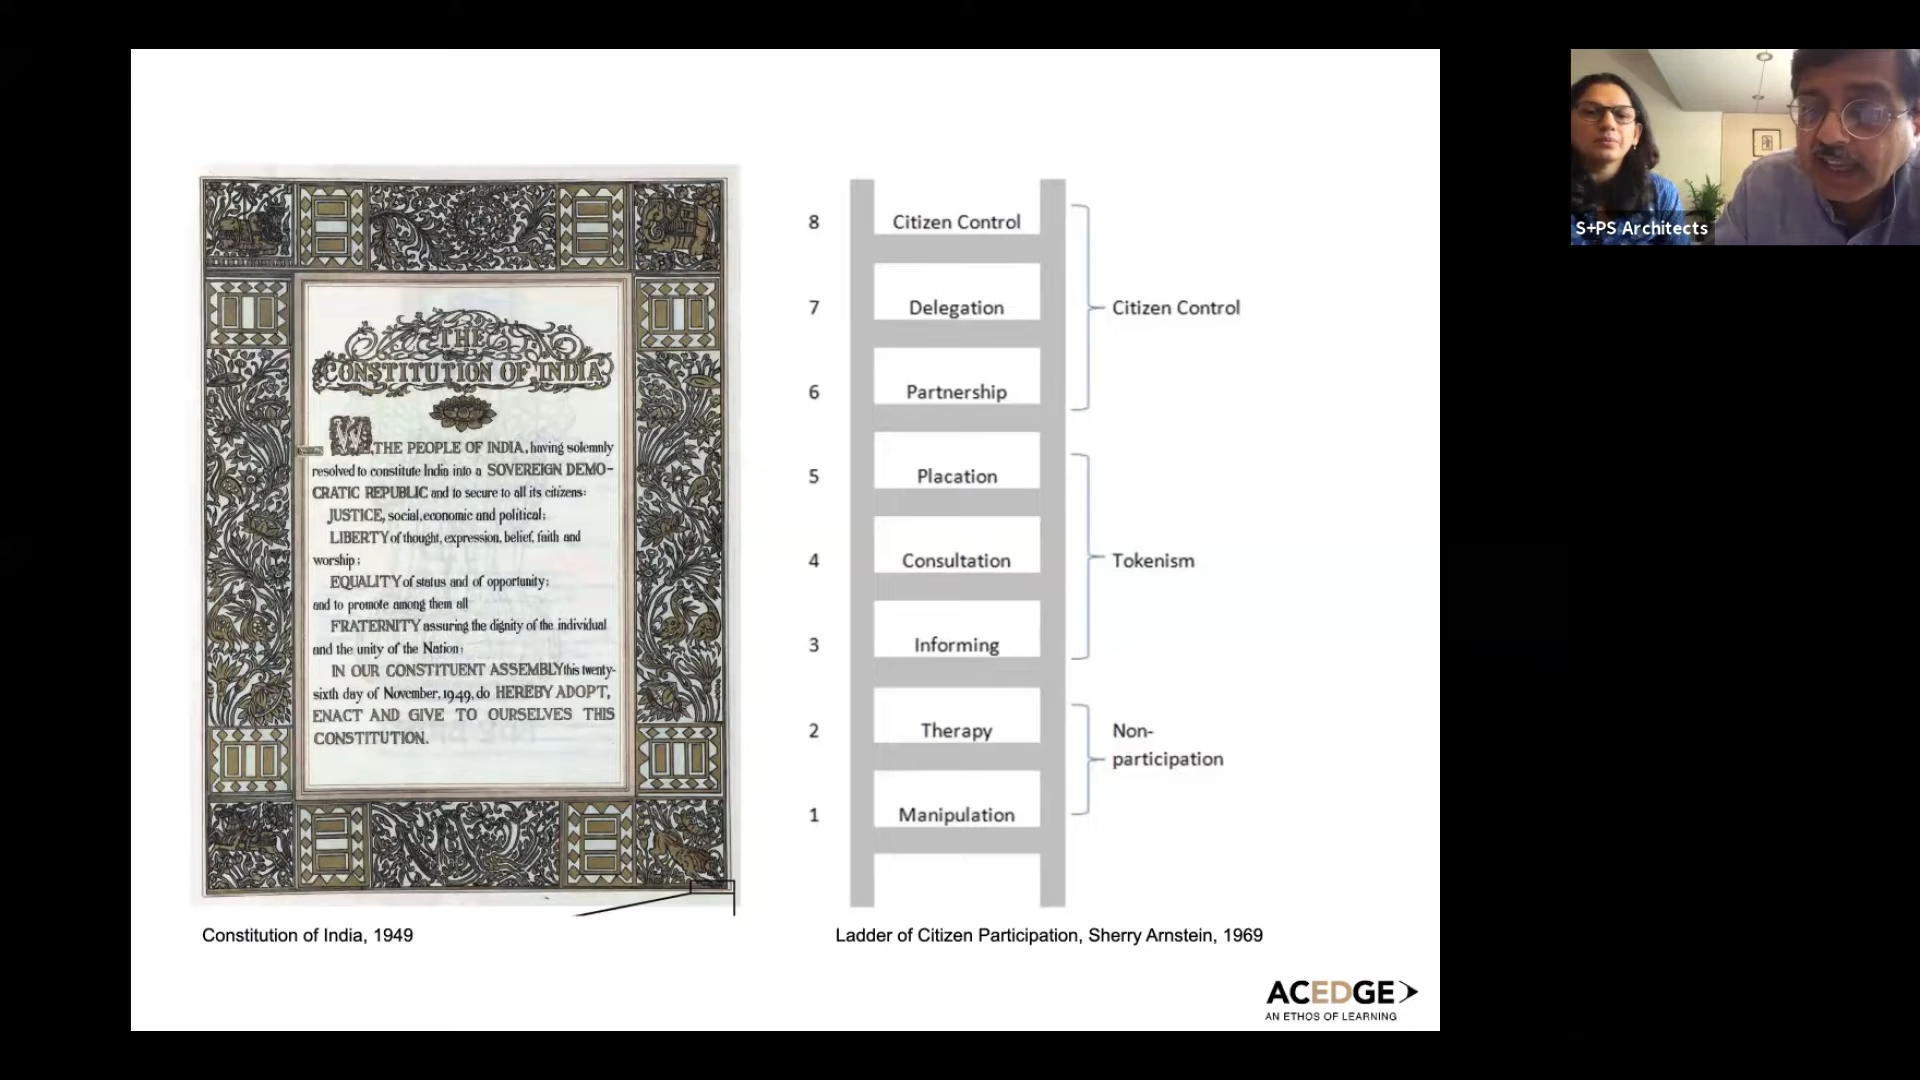 THE
CONSTITUTION OF INDIA
WE, THE PEOPLE OF INDIA, having solemnly
resolved to constitute India into a SOVEREIGN DEMO-
CRATIC REPUBLIC and to secure to all its citizens:
JUSTICE, social, economic and political;
LIBERTY of thought, expression, belief, faith and
worship;
EQUALITY of status and of opportunity;
and to promote among them all
FRATERNITY assuring the dignity of the individual
and the unity of the Nation;
IN OUR CONSTITUENT ASSEMBLY this twenty-
sixth day of November, 1949, do HEREBY ADOPT,
ENACT AND GIVE TO OURSELVES THIS
CONSTITUTION.
Constitution of India, 1949
8 Citizen Control
7 Delegation
6 Partnership
5 Placation
4 Consultation
3 Informing
2 Therapy
1 Manipulation
Citizen Control
Tokenism
Non-
participation
Ladder of Citizen Participation, Sherry Arnstein, 1969
ACEDGE
AN ETHOS OF LEARNING
S+PS Architects